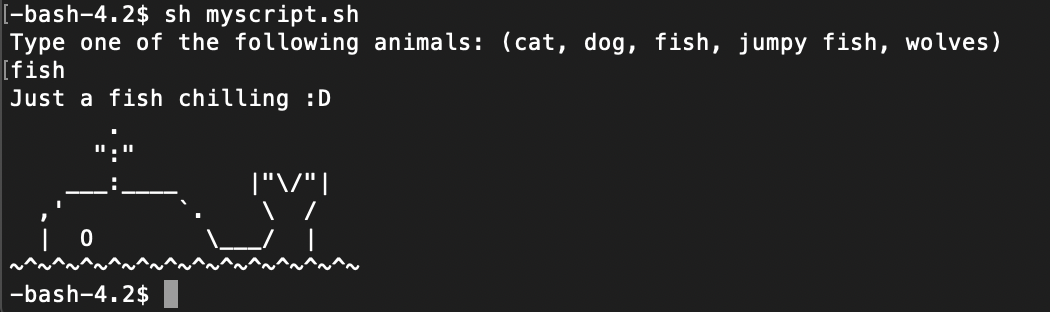 -bash-4.2$ sh myscript.sh
Type one of the following animals: (cat, dog, fish, jumpy fish, wolves)
fish
Just a fish chilling :D
       .
      ":"
    ___:____     |"\/"|
  ,'        `.    \  /
  |  O        \___/  |
~^~^~^~^~^~^~^~^~^~^~^~^~
-bash-4.2$